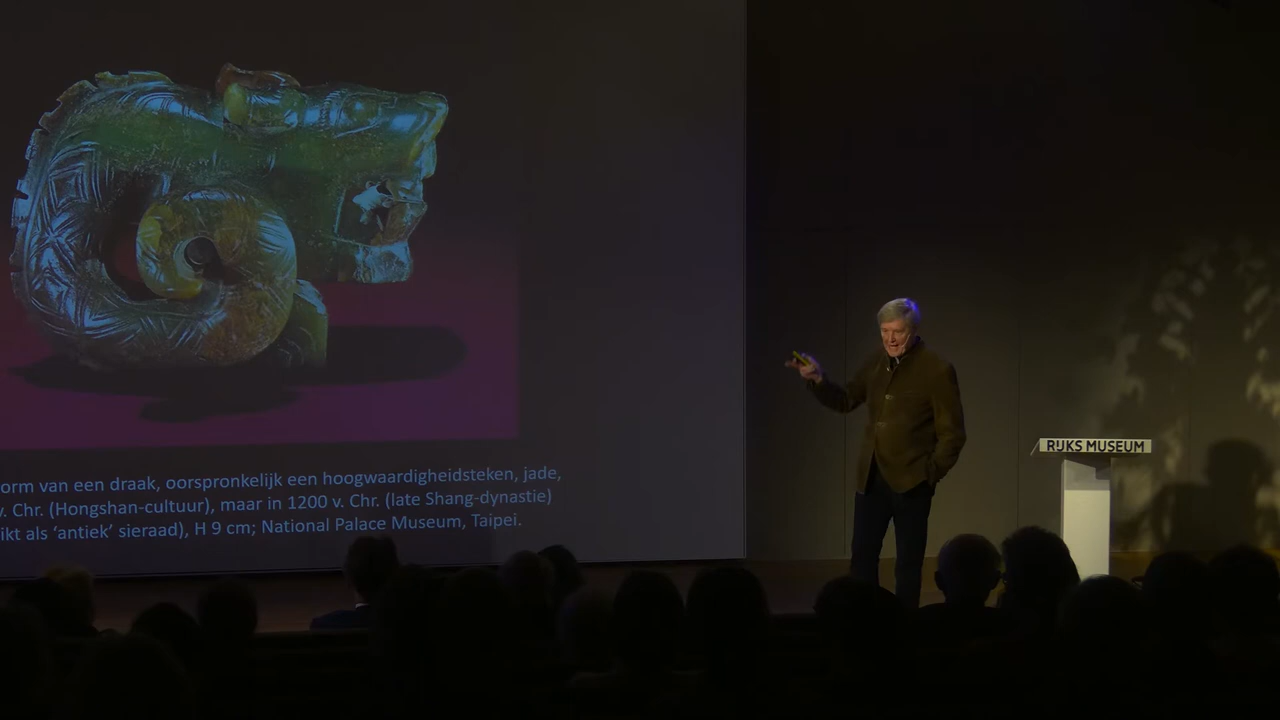 orm van een draak, oorspronkelijk een hoogwaardigheidsteken, jade,
v. Chr. (Hongshan-cultuur), maar in 1200 v. Chr. (late Shang-dynastie)
ikt als ‘antiek’ sieraad), H 9 cm; National Palace Museum, Taipei.
RIJKS MUSEUM